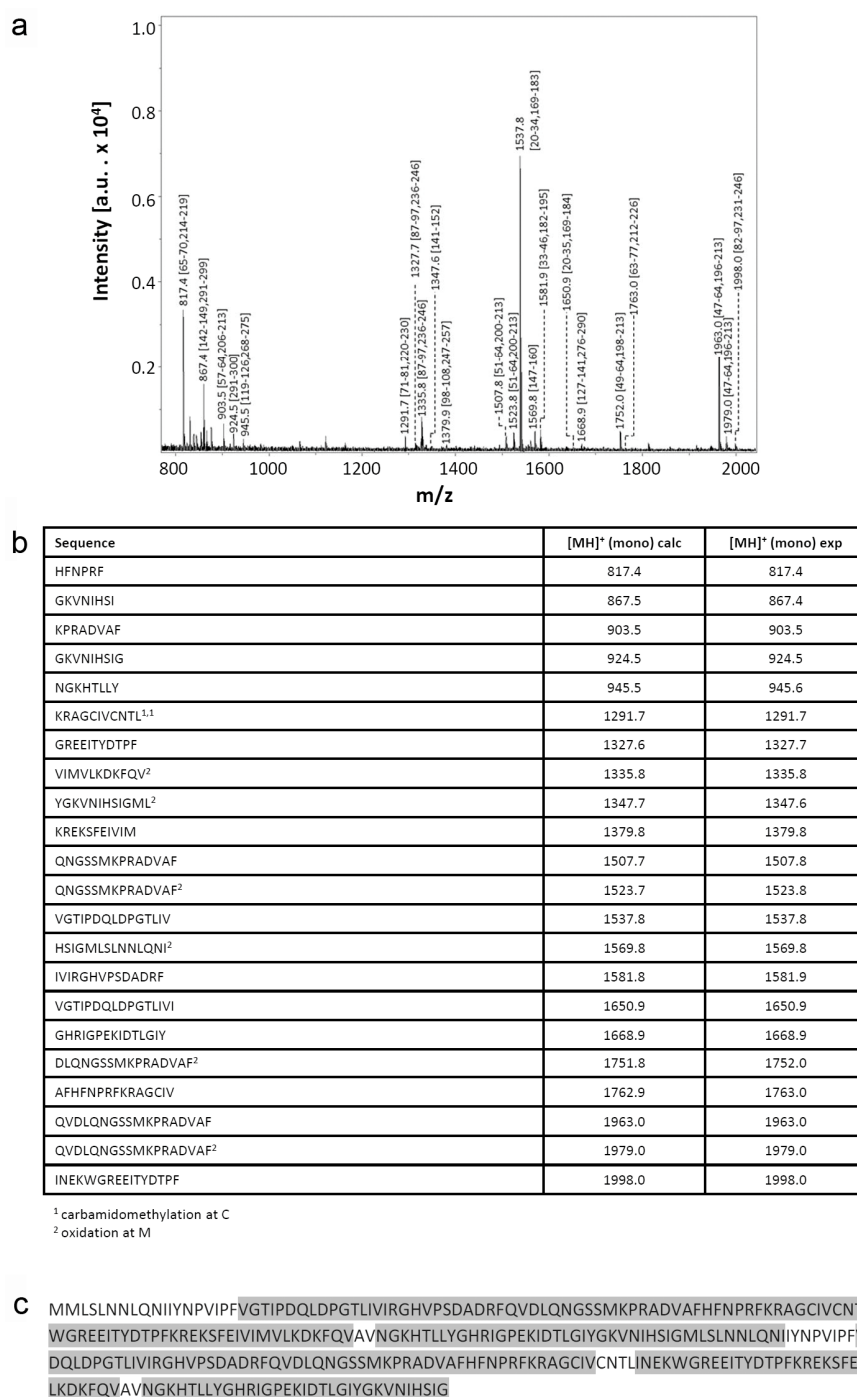 a
Intensity [a.u. . x 10⁴)
1.0
0.8
0.6
0.4
0.2
817.4 [65-70,214-219]
867.4 [142-149,291-299]
903.5 [57-64,206-213]
924.5 [291-300]
945.5 [119-126,268-275]
1291.7 [71-81,220-230]
1327.7 [87-97,236-246]
1335.8 [87-97,236-246]
1347.6 [141-152]
1379.9 [98-108,247-257]
1507.8 [51-64,200-213]
1523.8 [51-64,200-213]
1537.8
[20-34,169-183]
1569.8 [147-160]
1581.9 [33-46,182-195]
1650.9 [20-35,169-184]
1668.9 [127-141,276-290]
1752.0 [49-64,198-213]
1763.0 [63-77,212-226]
1963.0 [47-64,196-213]
1979.0 [47-64,196-213]
1998.0 [82-97,231-246]
800 1000 1200 1400 1600 1800 2000
m/z
b
Sequence [MH]⁺ (mono) calc [MH]⁺ (mono) exp
HFNPRF 817.4 817.4
GKVNIHSI 867.5 867.4
KPRADVAF 903.5 903.5
GKVNIHSIG 924.5 924.5
NGKHTLLY 945.5 945.6
KRAGCIVCNTL¹,¹ 1291.7 1291.7
GREEITYDTPF 1327.6 1327.7
VIMVLKDKFQV² 1335.8 1335.8
YGKVNIHSIGML² 1347.7 1347.6
KREKSFEIVIM 1379.8 1379.8
QNGSSMKPRADVAF 1507.7 1507.8
QNGSSMKPRADVAF² 1523.7 1523.8
VGTIPDQLDPGTLIV 1537.8 1537.8
HSIGMLSLNNLQNI² 1569.8 1569.8
IVIRGHVPSDADRF 1581.8 1581.9
VGTIPDQLDPGTLIVI 1650.9 1650.9
GHRIGPEKIDTLGIY 1668.9 1668.9
DLQNGSSMKPRADVAF² 1751.8 1752.0
AFHFNPRFKRAGCIV 1762.9 1763.0
QVDLQNGSSMKPRADVAF 1963.0 1963.0
QVDLQNGSSMKPRADVAF² 1979.0 1979.0
INEKWGREEITYDTPF 1998.0 1998.0
¹ carbamidomethylation at C
² oxidation at M
c
MMLSLNNLQNIIYNPVIPFVGTIPDQLDPGTLIVIRGHVPSDADRFQVDLQNGSSMKPRADVAFHFNPRFKRAGCIVCNT
WGREEITYDTPFKREKSFEIVIMVLKDKFQVAVNGKHTLLYGHRIGPEKIDTLGIYGKVNIHSIGMLSLNNLQNIIYNPVIPF
DQLDPGTLIVIRGHVPSDADRFQVDLQNGSSMKPRADVAFHFNPRFKRAGCIVCNTLINEKWGREEITYDTPFKREKSFE
LKDKFQVAVNGKHTLLYGHRIGPEKIDTLGIYGKVNIHSIG